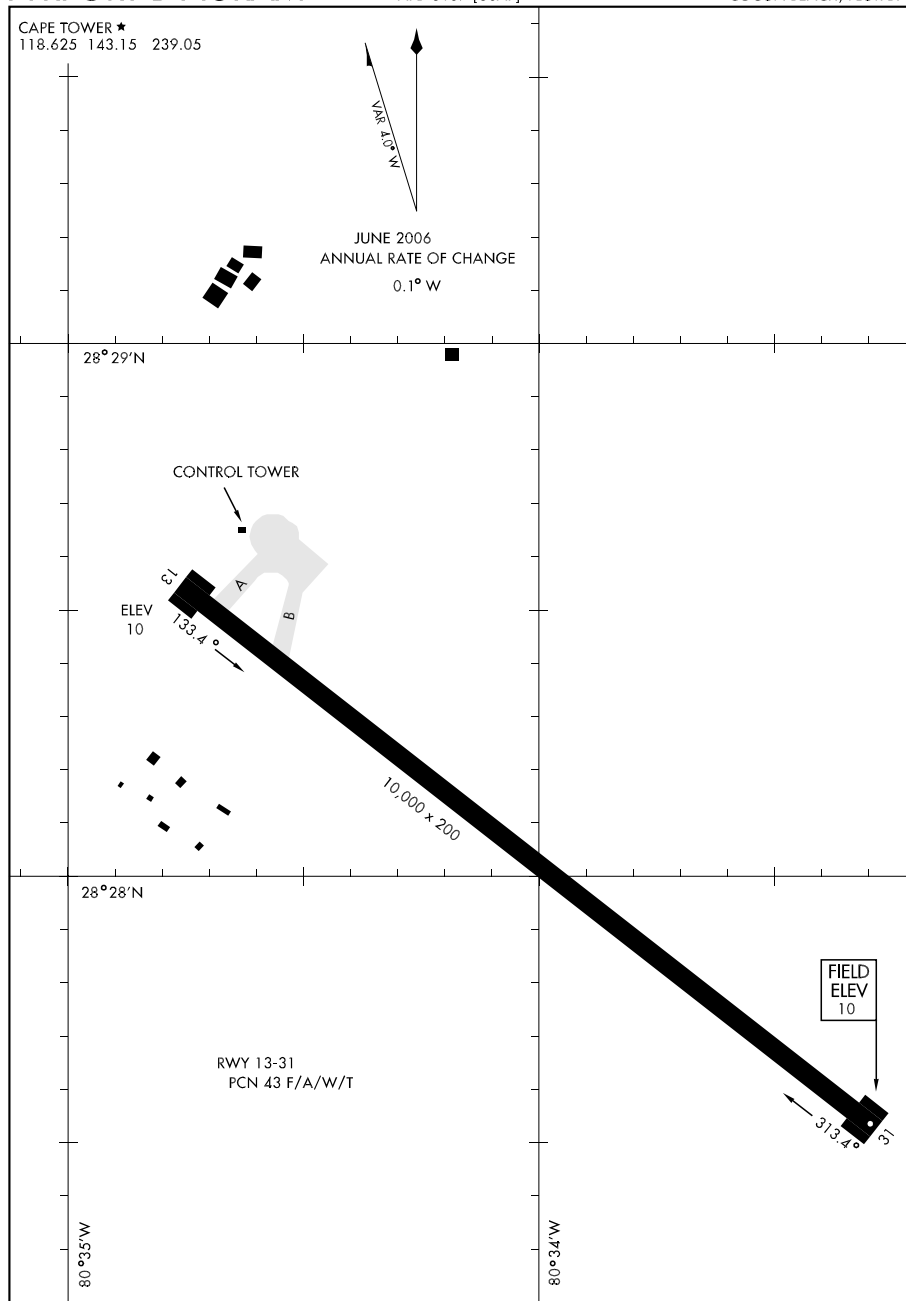 CAPE TOWER ★
118.625 143.15 239.05
VAR 4.0° W
JUNE 2006
ANNUAL RATE OF CHANGE
0.1° W
28° 29'N
CONTROL TOWER
13
A
B
ELEV
10
133.4°
10,000 x 200
28° 28'N
FIELD
ELEV
10
RWY 13-31
PCN 43 F/A/W/T
313.4°
31
80°35'W
80°34'W